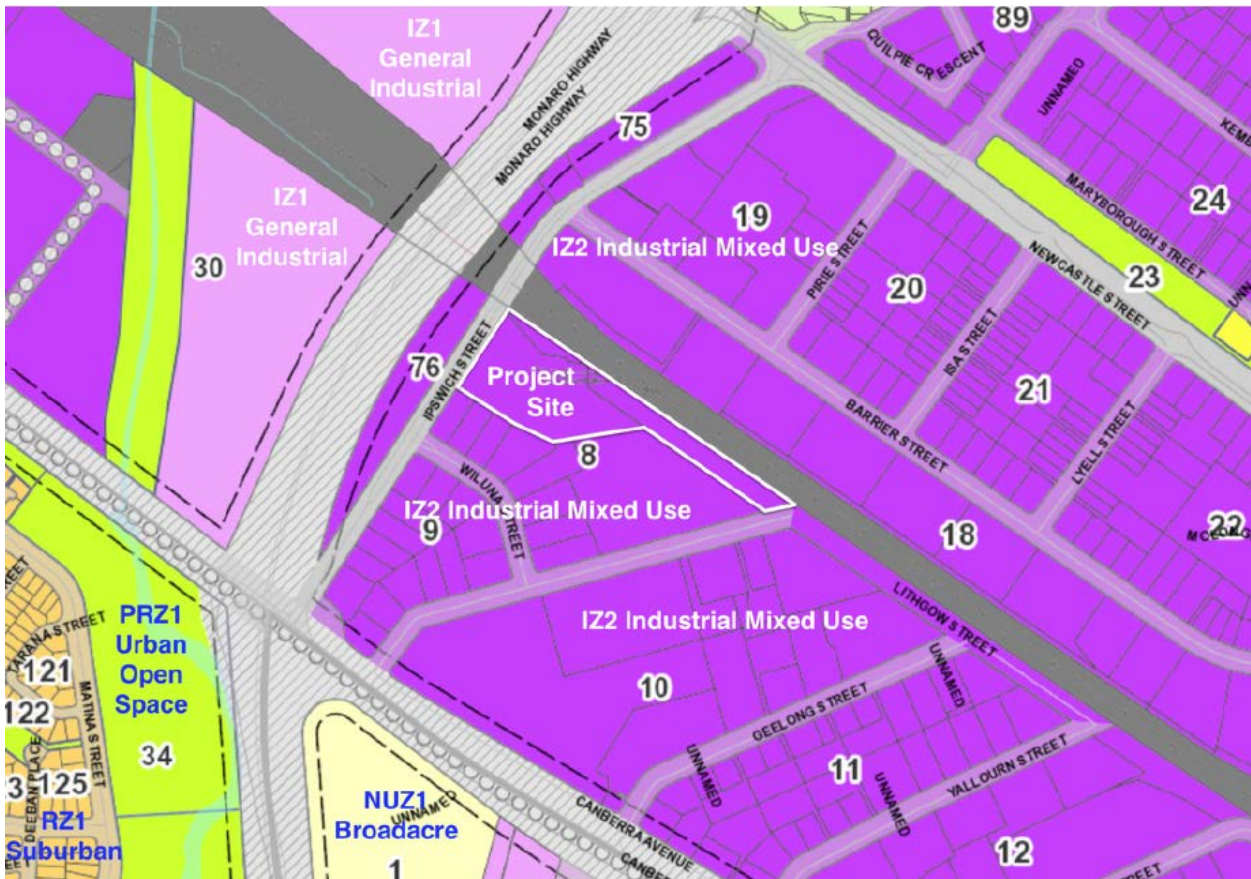 IZ1
General
Industrial
MONARO HIGHWAY
MONARO HIGHWAY
75
89
QUILPIE CRESCENT
UNNAMED
MARYBOROUGH STREET
24
23
NEWCASTLE STREET
IZ1
General
Industrial
30
19
IZ2 Industrial Mixed Use
PIRIE STREET
20
ISA STREET
21
LYELL STREET
BARRIER STREET
22
18
76
IPSWICH STREET
Project
Site
8
WILUNA STREET
IZ2 Industrial Mixed Use
9
IZ2 Industrial Mixed Use
LITHGOW STREET
10
GEELONG STREET
UNNAMED
UNNAMED
11
UNNAMED
YALLOURN STREET
12
PRZ1
Urban
Open
Space
34
TARANA STREET
121
122
MATINA STREET
125
DEEBAN PLACE
RZ1
Suburban
NUZ1
Broadacre
UNNAMED
1
CANBERRA AVENUE